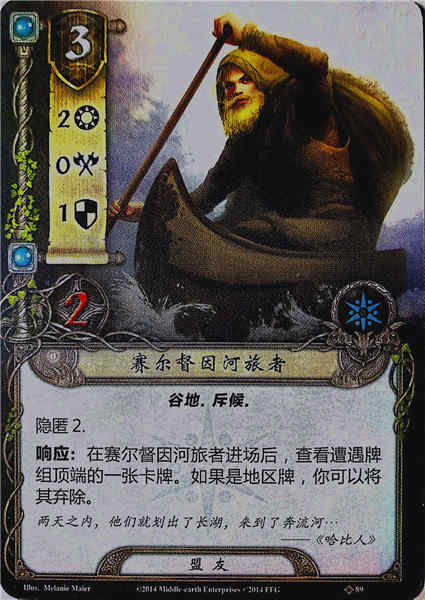 3
2
0
1
2
赛尔督因河旅者
谷地. 斥候.
隐匿 2.
响应：在赛尔督因河旅者进场后，查看遭遇牌
组顶端的一张卡牌。如果是地区牌，你可以将
其弃除。
两天之内，他们就划出了长湖，来到了奔流河…
——《哈比人》
盟友
Illus. Melanie Maier ©2014 Middle-earth Enterprises •2014 FFG 89